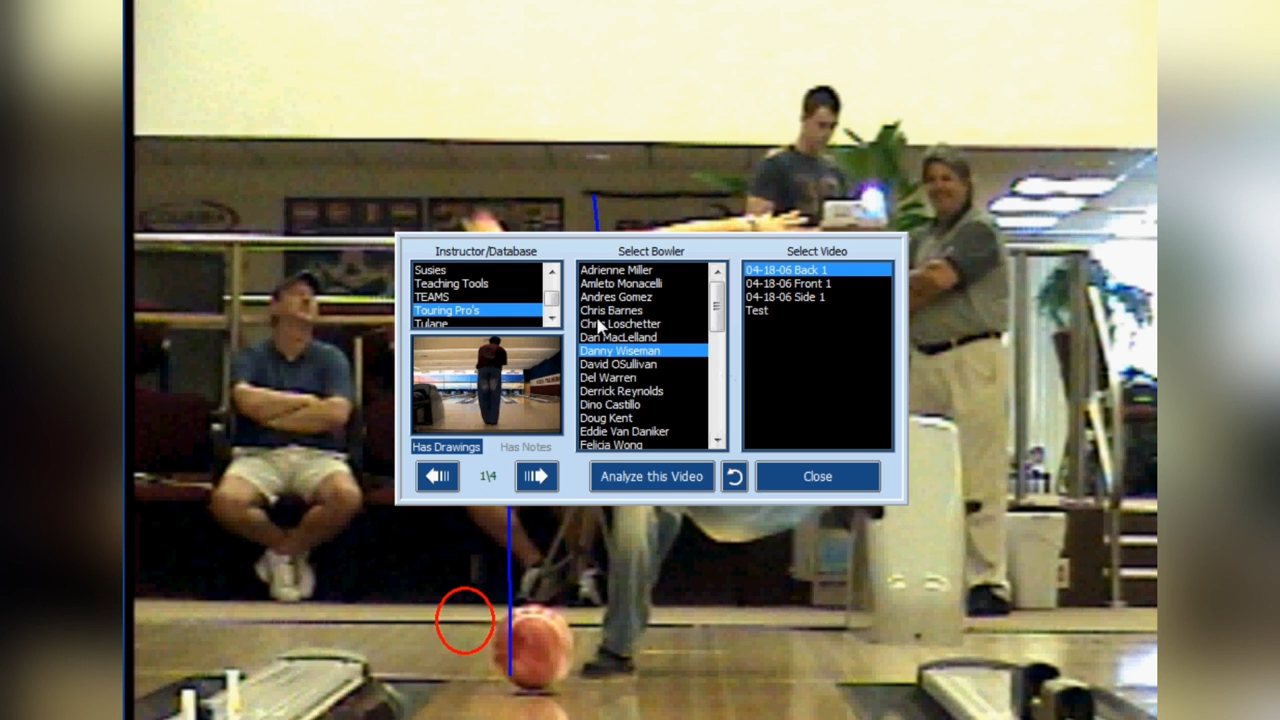 Instructor/Database
Susies
Teaching Tools
TEAMS
Touring Pro's
Tulane
Has Drawings
Has Notes
1\4
Select Bowler
Adrienne Miller
Amleto Monacelli
Andres Gomez
Chris Barnes
Chris Loschetter
Dan MacLelland
Danny Wiseman
David OSullivan
Del Warren
Derrick Reynolds
Dino Castillo
Doug Kent
Eddie Van Daniker
Felicia Wong
Analyze this Video
Select Video
04-18-06 Back 1
04-18-06 Front 1
04-18-06 Side 1
Test
Close